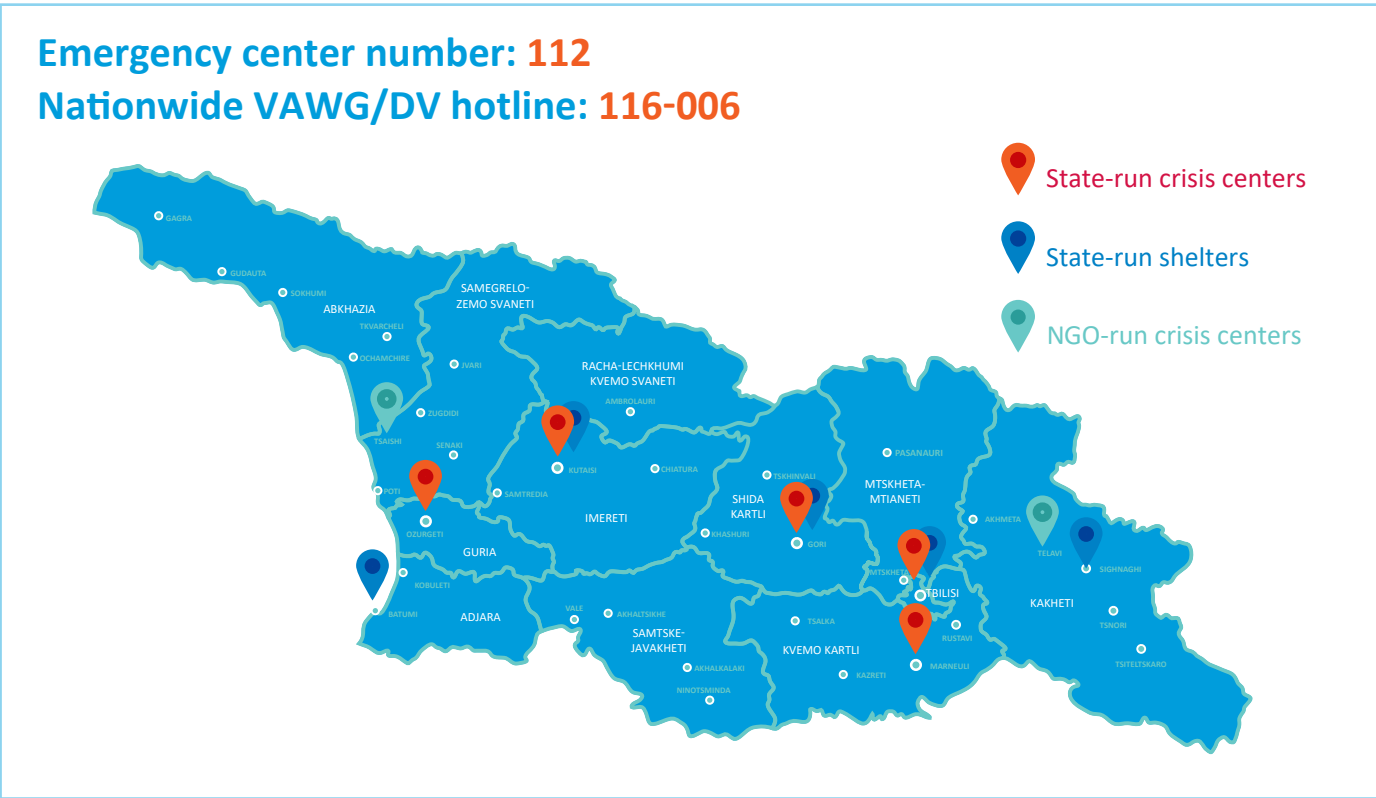 Emergency center number: 112
Nationwide VAWG/DV hotline: 116-006
State-run crisis centers
State-run shelters
NGO-run crisis centers
GAGRA
GUDAUTA
SOKHUMI
ABKHAZIA
TKVARCHELI
OCHAMCHIRE
SAMEGRELO-
ZEMO SVANETI
JVARI
RACHA-LECHKHUMI
KVEMO SVANETI
AMBROLAURI
ZUGDIDI
TSAISHI
SENAKI
POTI
KUTAISI
CHIATURA
SAMTREDIA
IMERETI
OZURGETI
GURIA
KOBULETI
BATUMI
ADJARA
TSKHINVALI
SHIDA
KARTLI
KHASHURI
GORI
PASANAURI
MTSKHETA-
MTIANETI
AKHMETA
TELAVI
SIGHNAGHI
MTSKHETA
TBILISI
KAKHETI
TSNORI
TSITELTSKARO
VALE
AKHALTSIKHE
SAMTSKE-
JAVAKHETI
AKHALKALAKI
NINOTSMINDA
TSALKA
KVEMO KARTLI
KAZRETI
RUSTAVI
MARNEULI